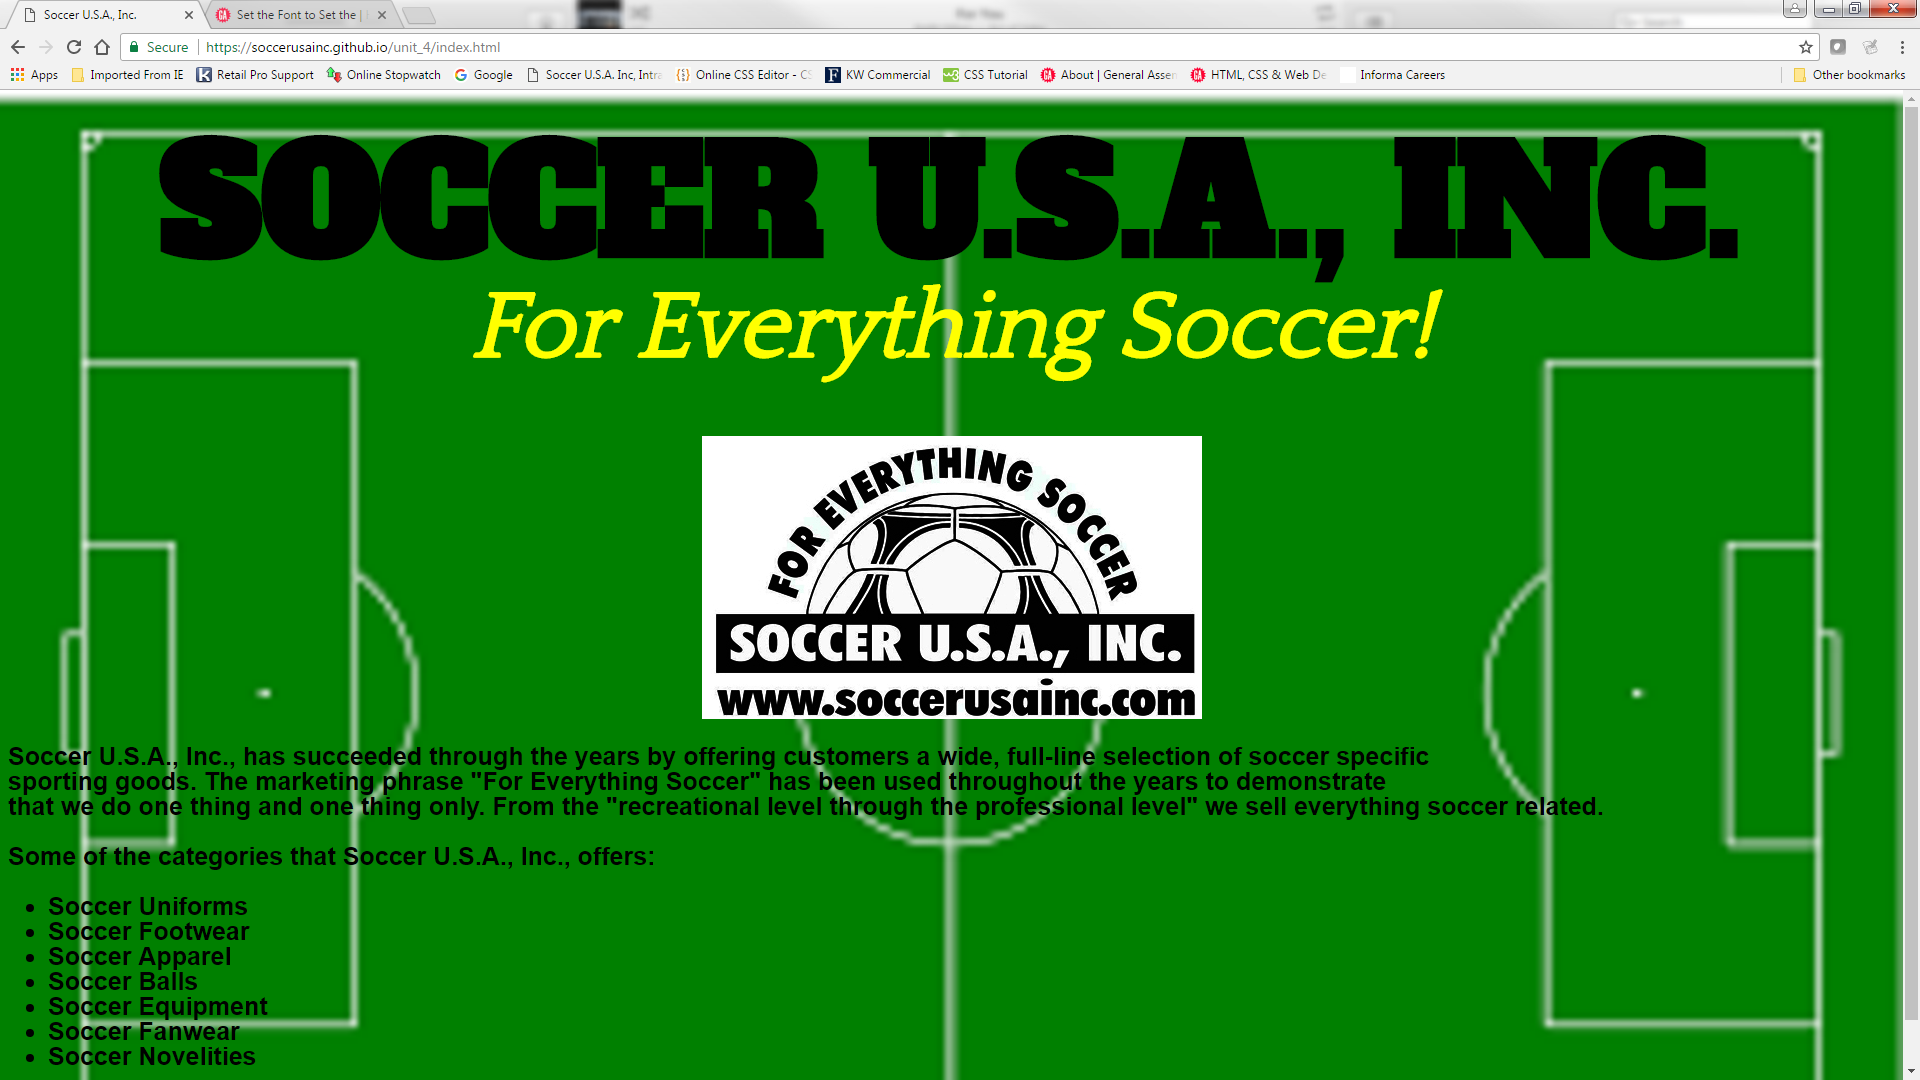 Soccer U.S.A., Inc.
Set the Font to Set the |
Secure
https://soccerusainc.github.io/unit_4/index.html
Apps
Imported From IE
Retail Pro Support
Online Stopwatch
Google
Soccer U.S.A. Inc, Intra
Online CSS Editor - CS
KW Commercial
CSS Tutorial
About | General Assem
HTML, CSS & Web De
Informa Careers
Other bookmarks
SOCCER U.S.A., INC.
For Everything Soccer!
FOR EVERYTHING SOCCER
SOCCER U.S.A., INC.
www.soccerusainc.com
Soccer U.S.A., Inc., has succeeded through the years by offering customers a wide, full-line selection of soccer specific
sporting goods. The marketing phrase "For Everything Soccer" has been used throughout the years to demonstrate
that we do one thing and one thing only. From the "recreational level through the professional level" we sell everything soccer related.
Some of the categories that Soccer U.S.A., Inc., offers:
• Soccer Uniforms
• Soccer Footwear
• Soccer Apparel
• Soccer Balls
• Soccer Equipment
• Soccer Fanwear
• Soccer Novelities